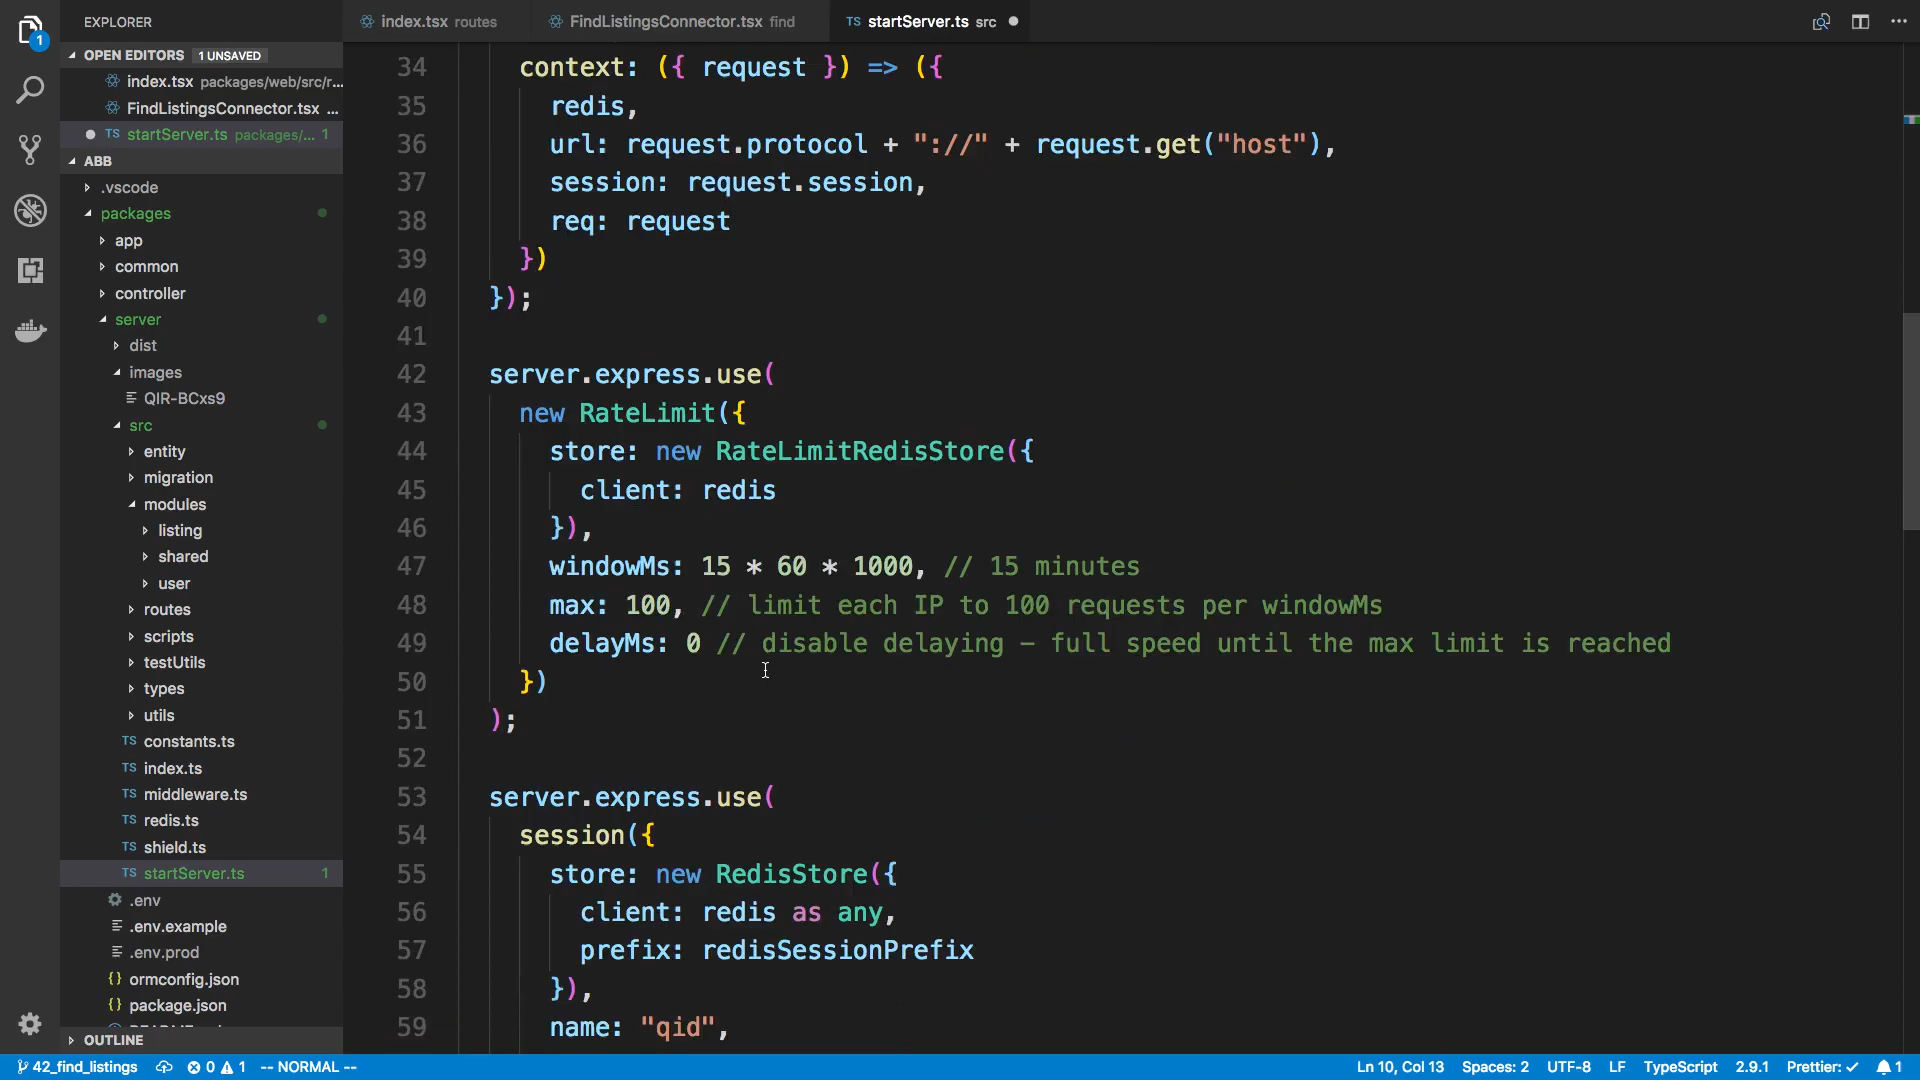 EXPLORER
OPEN EDITORS 1 UNSAVED
index.tsx packages/web/src/r...
FindListingsConnector.tsx ...
TS startServer.ts packages/... 1
ABB
.vscode
packages
app
common
controller
server
dist
images
QIR-BCxs9
src
entity
migration
modules
listing
shared
user
routes
scripts
testUtils
types
utils
TS constants.ts
TS index.ts
TS middleware.ts
TS redis.ts
TS shield.ts
TS startServer.ts 1
.env
.env.example
.env.prod
{} ormconfig.json
{} package.json
OUTLINE
1
index.tsx routes
FindListingsConnector.tsx find
TS startServer.ts src
34 context: ({ request }) => ({
35 redis,
36 url: request.protocol + "://" + request.get("host"),
37 session: request.session,
38 req: request
39 })
40 });
41
42 server.express.use(
43 new RateLimit({
44 store: new RateLimitRedisStore({
45 client: redis
46 }),
47 windowMs: 15 * 60 * 1000, // 15 minutes
48 max: 100, // limit each IP to 100 requests per windowMs
49 delayMs: 0 // disable delaying – full speed until the max limit is reached
50 })
51 );
52
53 server.express.use(
54 session({
55 store: new RedisStore({
56 client: redis as any,
57 prefix: redisSessionPrefix
58 }),
59 name: "qid",
42_find_listings 0 1 -- NORMAL -- Ln 10, Col 13 Spaces: 2 UTF-8 LF TypeScript 2.9.1 Prettier: ✓ 1